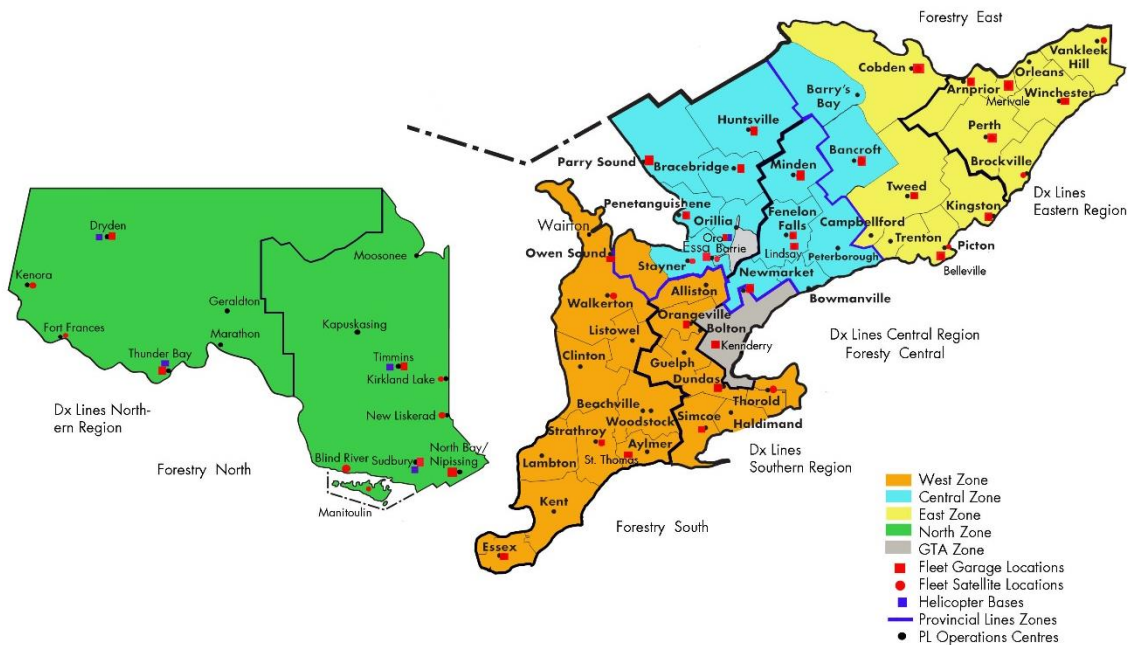 Forestry East
Vankleek
Hill
Orleans
Cobden
Arnprior
Merivale
Winchester
Barry's
Bay
Huntsville
Perth
Parry Sound
Bracebridge
Minden
Bancroft
Brockville
Dx Lines
Eastern Region
Tweed
Kingston
Penetanguishene
Orillia
Fenelon
Falls
Campbellford
Wairton
Oro
Essa
Barrie
Lindsay
Trenton
Picton
Owen Sound
Stayner
Peterborough
Belleville
Newmarket
Alliston
Bowmanville
Walkerton
Orangeville
Bolton
Dx Lines Central Region
Foresty Central
Listowel
Kennderry
Clinton
Guelph
Dundas
Thorold
Beachville
Woodstock
Simcoe
Haldimand
Strathroy
Aylmer
St. Thomas
Dx Lines
Southern Region
Lambton
Kent
Forestry South
Essex
Dryden
Moosonee
Kenora
Geraldton
Fort Frances
Marathon
Kapuskasing
Thunder Bay
Timmins
Kirkland Lake
Dx Lines North-
ern Region
New Liskerad
Forestry North
Blind River
Sudbury
North Bay/
Nipissing
Manitoulin
West Zone
Central Zone
East Zone
North Zone
GTA Zone
Fleet Garage Locations
Fleet Satellite Locations
Helicopter Bases
Provincial Lines Zones
PL Operations Centres